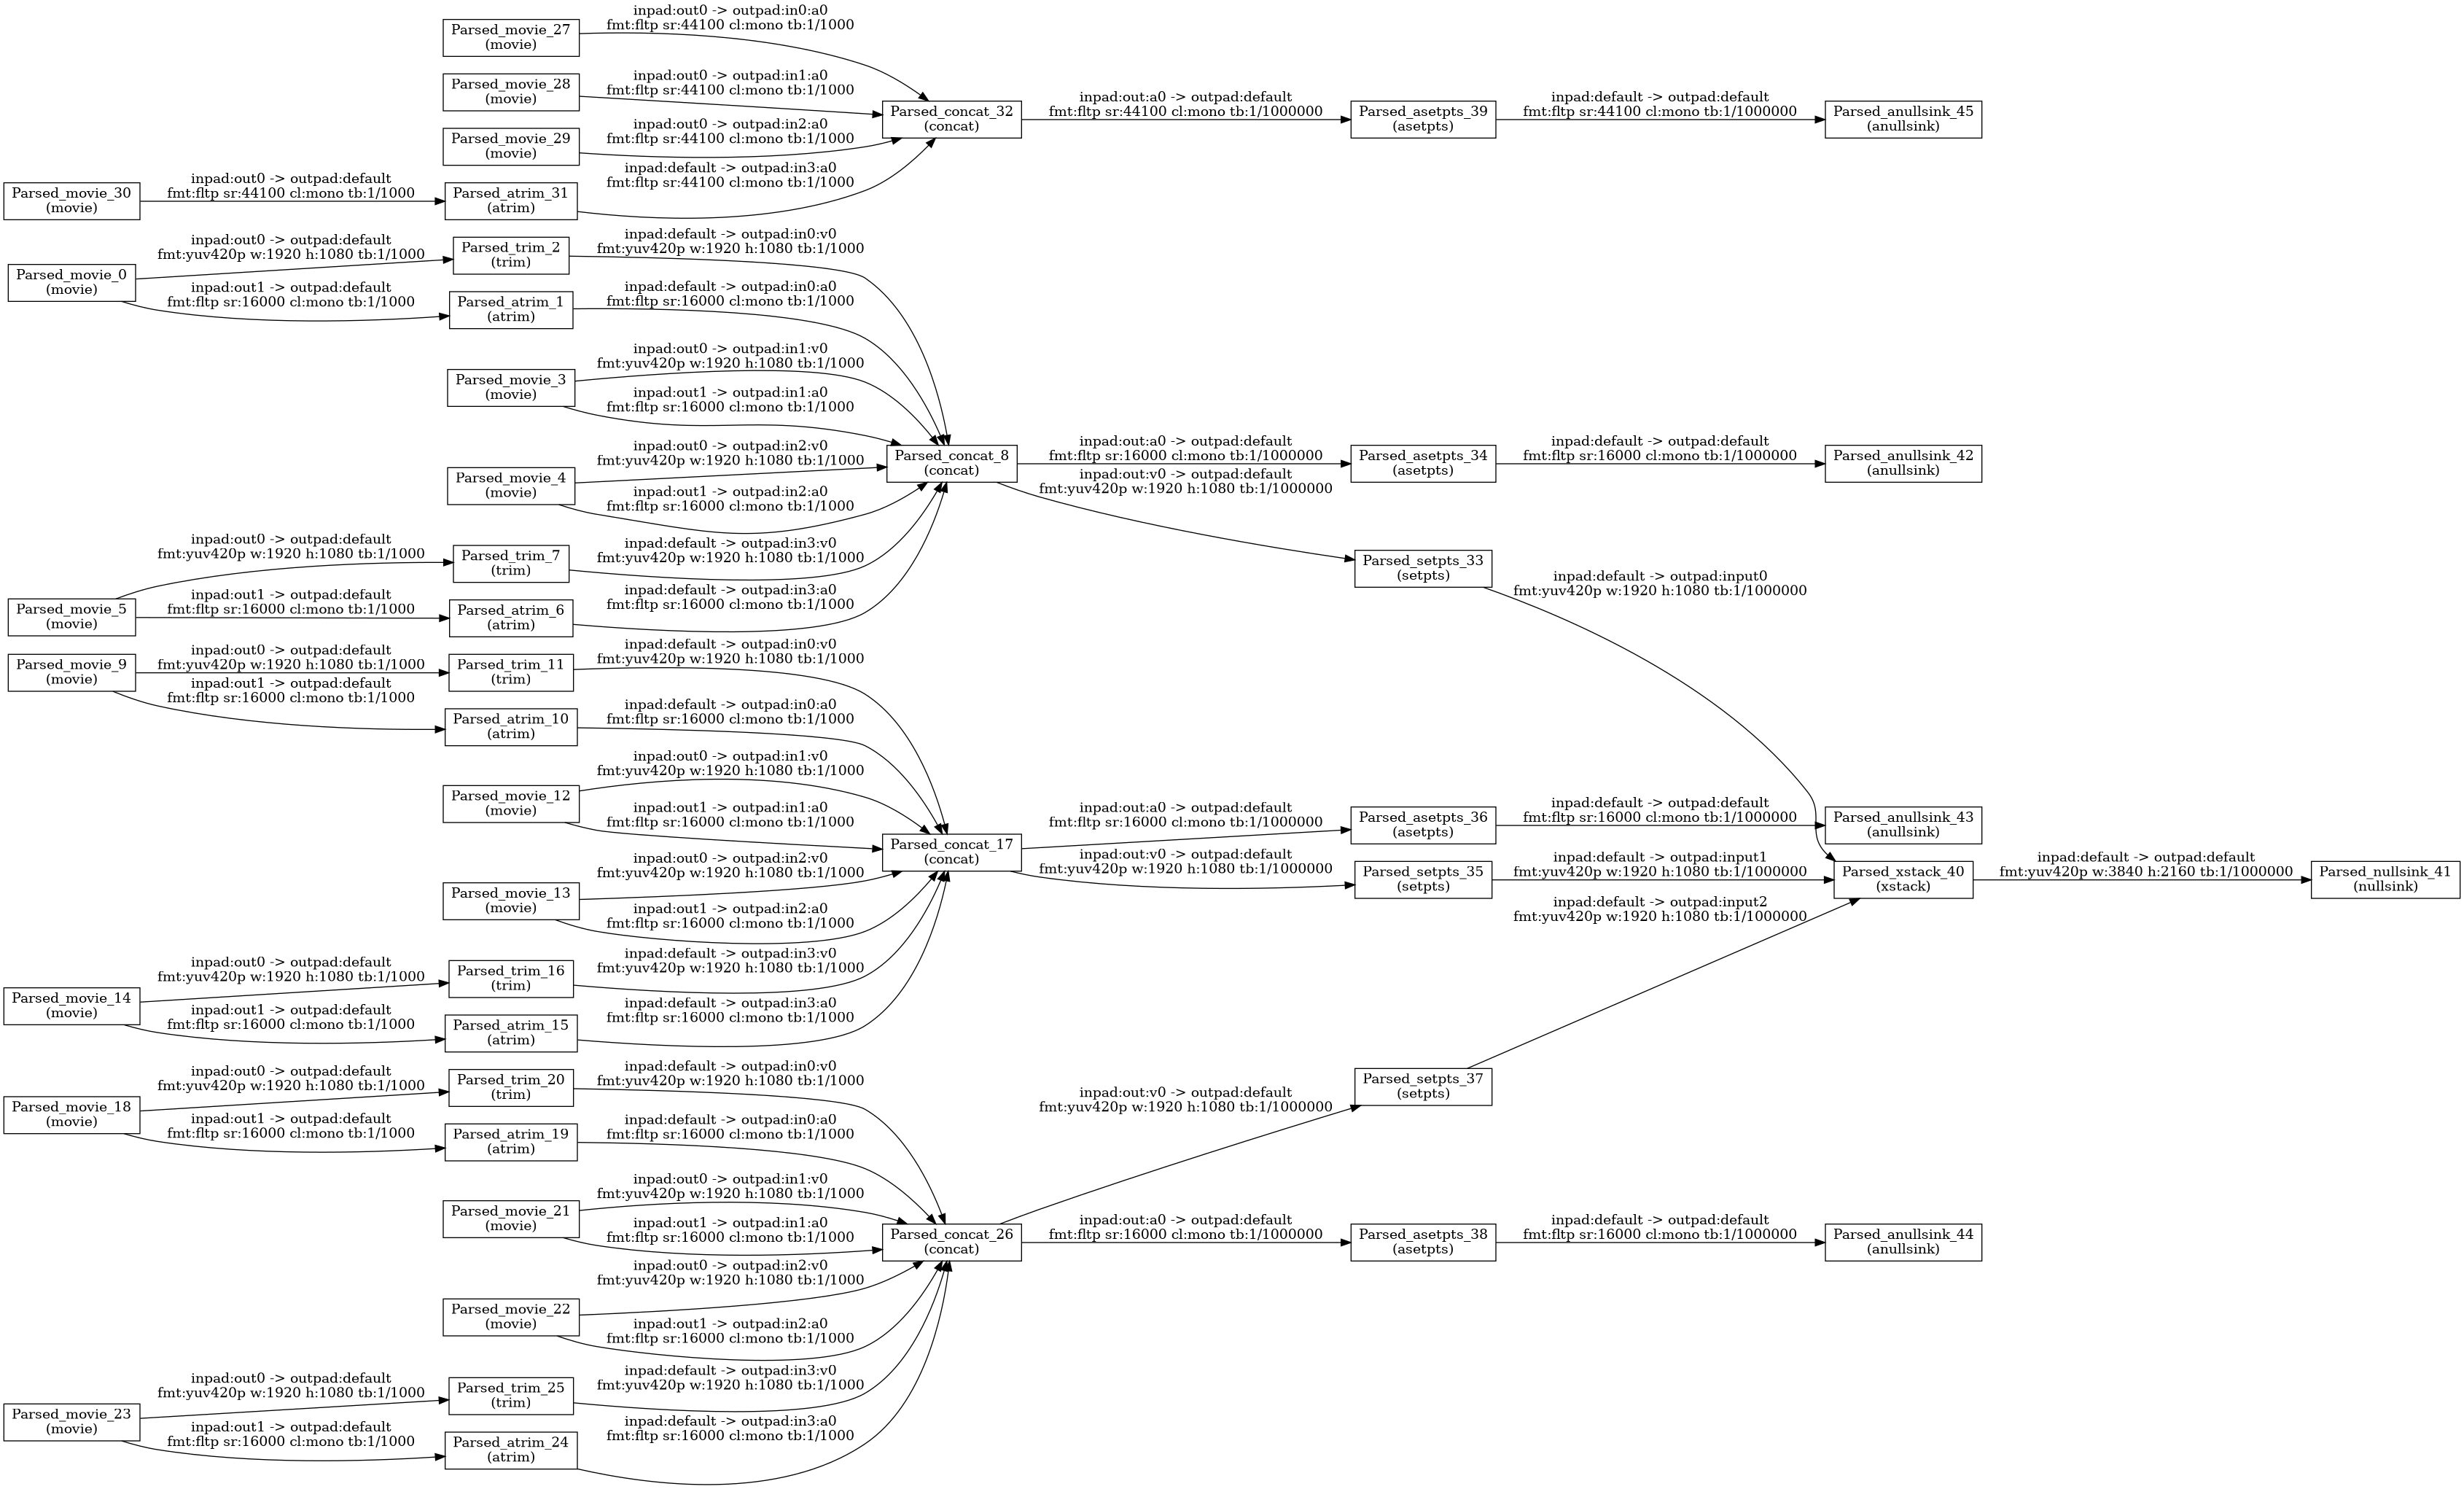 Parsed_movie_27
(movie)
inpad:out0 -> outpad:in0:a0
fmt:fltp sr:44100 cl:mono tb:1/1000
Parsed_movie_28
(movie)
inpad:out0 -> outpad:in1:a0
fmt:fltp sr:44100 cl:mono tb:1/1000
Parsed_movie_29
(movie)
inpad:out0 -> outpad:in2:a0
fmt:fltp sr:44100 cl:mono tb:1/1000
Parsed_concat_32
(concat)
inpad:out:a0 -> outpad:default
fmt:fltp sr:44100 cl:mono tb:1/1000000
Parsed_asetpts_39
(asetpts)
inpad:default -> outpad:default
fmt:fltp sr:44100 cl:mono tb:1/1000000
Parsed_anullsink_45
(anullsink)
Parsed_movie_30
(movie)
inpad:out0 -> outpad:default
fmt:fltp sr:44100 cl:mono tb:1/1000
Parsed_atrim_31
(atrim)
inpad:default -> outpad:in3:a0
fmt:fltp sr:44100 cl:mono tb:1/1000
Parsed_movie_0
(movie)
inpad:out0 -> outpad:default
fmt:yuv420p w:1920 h:1080 tb:1/1000
Parsed_trim_2
(trim)
inpad:default -> outpad:in0:v0
fmt:yuv420p w:1920 h:1080 tb:1/1000
inpad:out1 -> outpad:default
fmt:fltp sr:16000 cl:mono tb:1/1000
Parsed_atrim_1
(atrim)
inpad:default -> outpad:in0:a0
fmt:fltp sr:16000 cl:mono tb:1/1000
Parsed_movie_3
(movie)
inpad:out0 -> outpad:in1:v0
fmt:yuv420p w:1920 h:1080 tb:1/1000
inpad:out1 -> outpad:in1:a0
fmt:fltp sr:16000 cl:mono tb:1/1000
Parsed_movie_4
(movie)
inpad:out0 -> outpad:in2:v0
fmt:yuv420p w:1920 h:1080 tb:1/1000
inpad:out1 -> outpad:in2:a0
fmt:fltp sr:16000 cl:mono tb:1/1000
Parsed_concat_8
(concat)
inpad:out:a0 -> outpad:default
fmt:fltp sr:16000 cl:mono tb:1/1000000
Parsed_asetpts_34
(asetpts)
inpad:default -> outpad:default
fmt:fltp sr:16000 cl:mono tb:1/1000000
Parsed_anullsink_42
(anullsink)
inpad:out:v0 -> outpad:default
fmt:yuv420p w:1920 h:1080 tb:1/1000000
Parsed_setpts_33
(setpts)
inpad:default -> outpad:input0
fmt:yuv420p w:1920 h:1080 tb:1/1000000
Parsed_movie_5
(movie)
inpad:out0 -> outpad:default
fmt:yuv420p w:1920 h:1080 tb:1/1000
Parsed_trim_7
(trim)
inpad:default -> outpad:in3:v0
fmt:yuv420p w:1920 h:1080 tb:1/1000
inpad:out1 -> outpad:default
fmt:fltp sr:16000 cl:mono tb:1/1000
Parsed_atrim_6
(atrim)
inpad:default -> outpad:in3:a0
fmt:fltp sr:16000 cl:mono tb:1/1000
Parsed_movie_9
(movie)
inpad:out0 -> outpad:default
fmt:yuv420p w:1920 h:1080 tb:1/1000
Parsed_trim_11
(trim)
inpad:default -> outpad:in0:v0
fmt:yuv420p w:1920 h:1080 tb:1/1000
inpad:out1 -> outpad:default
fmt:fltp sr:16000 cl:mono tb:1/1000
Parsed_atrim_10
(atrim)
inpad:default -> outpad:in0:a0
fmt:fltp sr:16000 cl:mono tb:1/1000
Parsed_movie_12
(movie)
inpad:out0 -> outpad:in1:v0
fmt:yuv420p w:1920 h:1080 tb:1/1000
inpad:out1 -> outpad:in1:a0
fmt:fltp sr:16000 cl:mono tb:1/1000
Parsed_movie_13
(movie)
inpad:out0 -> outpad:in2:v0
fmt:yuv420p w:1920 h:1080 tb:1/1000
inpad:out1 -> outpad:in2:a0
fmt:fltp sr:16000 cl:mono tb:1/1000
Parsed_concat_17
(concat)
inpad:out:a0 -> outpad:default
fmt:fltp sr:16000 cl:mono tb:1/1000000
Parsed_asetpts_36
(asetpts)
inpad:default -> outpad:default
fmt:fltp sr:16000 cl:mono tb:1/1000000
Parsed_anullsink_43
(anullsink)
inpad:out:v0 -> outpad:default
fmt:yuv420p w:1920 h:1080 tb:1/1000000
Parsed_setpts_35
(setpts)
inpad:default -> outpad:input1
fmt:yuv420p w:1920 h:1080 tb:1/1000000
Parsed_xstack_40
(xstack)
inpad:default -> outpad:default
fmt:yuv420p w:3840 h:2160 tb:1/1000000
Parsed_nullsink_41
(nullsink)
inpad:default -> outpad:input2
fmt:yuv420p w:1920 h:1080 tb:1/1000000
Parsed_movie_14
(movie)
inpad:out0 -> outpad:default
fmt:yuv420p w:1920 h:1080 tb:1/1000
Parsed_trim_16
(trim)
inpad:default -> outpad:in3:v0
fmt:yuv420p w:1920 h:1080 tb:1/1000
inpad:out1 -> outpad:default
fmt:fltp sr:16000 cl:mono tb:1/1000
Parsed_atrim_15
(atrim)
inpad:default -> outpad:in3:a0
fmt:fltp sr:16000 cl:mono tb:1/1000
Parsed_movie_18
(movie)
inpad:out0 -> outpad:default
fmt:yuv420p w:1920 h:1080 tb:1/1000
Parsed_trim_20
(trim)
inpad:default -> outpad:in0:v0
fmt:yuv420p w:1920 h:1080 tb:1/1000
inpad:out:v0 -> outpad:default
fmt:yuv420p w:1920 h:1080 tb:1/1000000
Parsed_setpts_37
(setpts)
inpad:out1 -> outpad:default
fmt:fltp sr:16000 cl:mono tb:1/1000
Parsed_atrim_19
(atrim)
inpad:default -> outpad:in0:a0
fmt:fltp sr:16000 cl:mono tb:1/1000
Parsed_movie_21
(movie)
inpad:out0 -> outpad:in1:v0
fmt:yuv420p w:1920 h:1080 tb:1/1000
inpad:out1 -> outpad:in1:a0
fmt:fltp sr:16000 cl:mono tb:1/1000
Parsed_concat_26
(concat)
inpad:out:a0 -> outpad:default
fmt:fltp sr:16000 cl:mono tb:1/1000000
Parsed_asetpts_38
(asetpts)
inpad:default -> outpad:default
fmt:fltp sr:16000 cl:mono tb:1/1000000
Parsed_anullsink_44
(anullsink)
Parsed_movie_22
(movie)
inpad:out0 -> outpad:in2:v0
fmt:yuv420p w:1920 h:1080 tb:1/1000
inpad:out1 -> outpad:in2:a0
fmt:fltp sr:16000 cl:mono tb:1/1000
Parsed_movie_23
(movie)
inpad:out0 -> outpad:default
fmt:yuv420p w:1920 h:1080 tb:1/1000
Parsed_trim_25
(trim)
inpad:default -> outpad:in3:v0
fmt:yuv420p w:1920 h:1080 tb:1/1000
inpad:out1 -> outpad:default
fmt:fltp sr:16000 cl:mono tb:1/1000
Parsed_atrim_24
(atrim)
inpad:default -> outpad:in3:a0
fmt:fltp sr:16000 cl:mono tb:1/1000